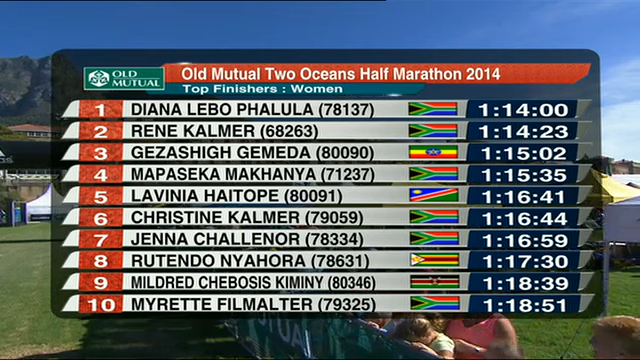 OLD MUTUAL
Old Mutual Two Oceans Half Marathon 2014
Top Finishers : Women
1 DIANA LEBO PHALULA (78137) 1:14:00
2 RENE KALMER (68263) 1:14:23
3 GEZASHIGH GEMEDA (80090) 1:15:02
4 MAPASEKA MAKHANYA (71237) 1:15:35
5 LAVINIA HAITOPE (80091) 1:16:41
6 CHRISTINE KALMER (79059) 1:16:44
7 JENNA CHALLENOR (78334) 1:16:59
8 RUTENDO NYAHORA (78631) 1:17:30
9 MILDRED CHEBOSIS KIMINY (80346) 1:18:39
10 MYRETTE FILMALTER (79325) 1:18:51